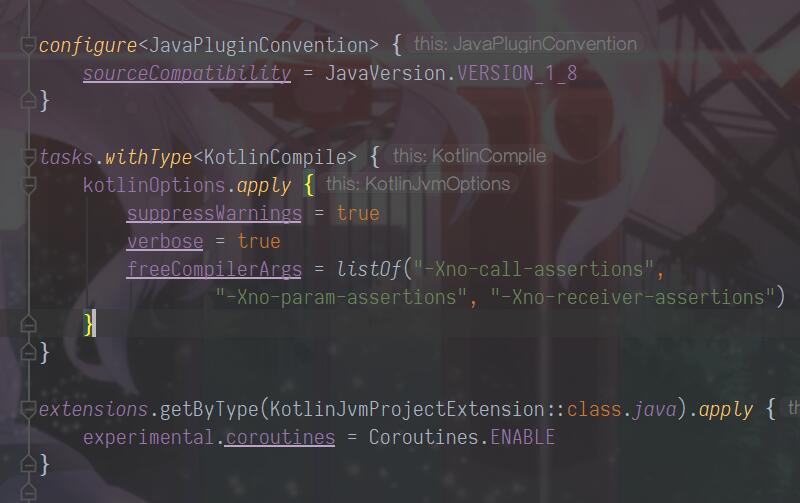 configure<JavaPluginConvention> { this: JavaPluginConvention
sourceCompatibility = JavaVersion.VERSION_1_8
}
tasks.withType<KotlinCompile> { this: KotlinCompile
kotlinOptions.apply { this: KotlinJvmOptions
suppressWarnings = true
verbose = true
freeCompilerArgs = listOf("-Xno-call-assertions",
"-Xno-param-assertions", "-Xno-receiver-assertions")
}
}
extensions.getByType(KotlinJvmProjectExtension::class.java).apply {
experimental.coroutines = Coroutines.ENABLE
}